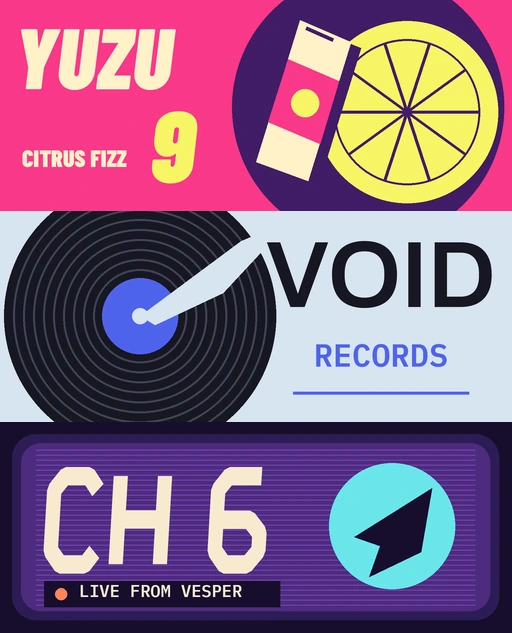 YUZU
CITRUS FIZZ 9
VOID
RECORDS
CH 6
LIVE FROM VESPER